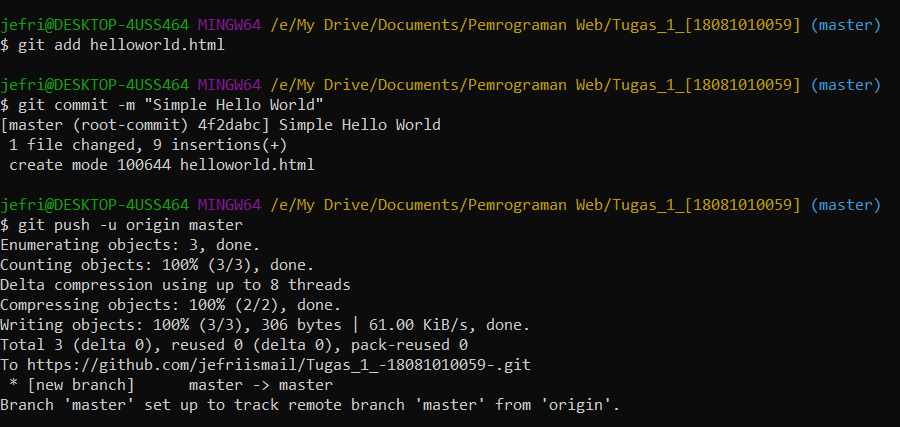 jefri@DESKTOP-4USS464 MINGW64 /e/My Drive/Documents/Pemrograman Web/Tugas_1_[18081010059] (master)
$ git add helloworld.html
jefri@DESKTOP-4USS464 MINGW64 /e/My Drive/Documents/Pemrograman Web/Tugas_1_[18081010059] (master)
$ git commit -m "Simple Hello World"
[master (root-commit) 4f2dabc] Simple Hello World
 1 file changed, 9 insertions(+)
 create mode 100644 helloworld.html
jefri@DESKTOP-4USS464 MINGW64 /e/My Drive/Documents/Pemrograman Web/Tugas_1_[18081010059] (master)
$ git push -u origin master
Enumerating objects: 3, done.
Counting objects: 100% (3/3), done.
Delta compression using up to 8 threads
Compressing objects: 100% (2/2), done.
Writing objects: 100% (3/3), 306 bytes | 61.00 KiB/s, done.
Total 3 (delta 0), reused 0 (delta 0), pack-reused 0
To https://github.com/jefriismail/Tugas_1_-18081010059-.git
 * [new branch]      master -> master
Branch 'master' set up to track remote branch 'master' from 'origin'.